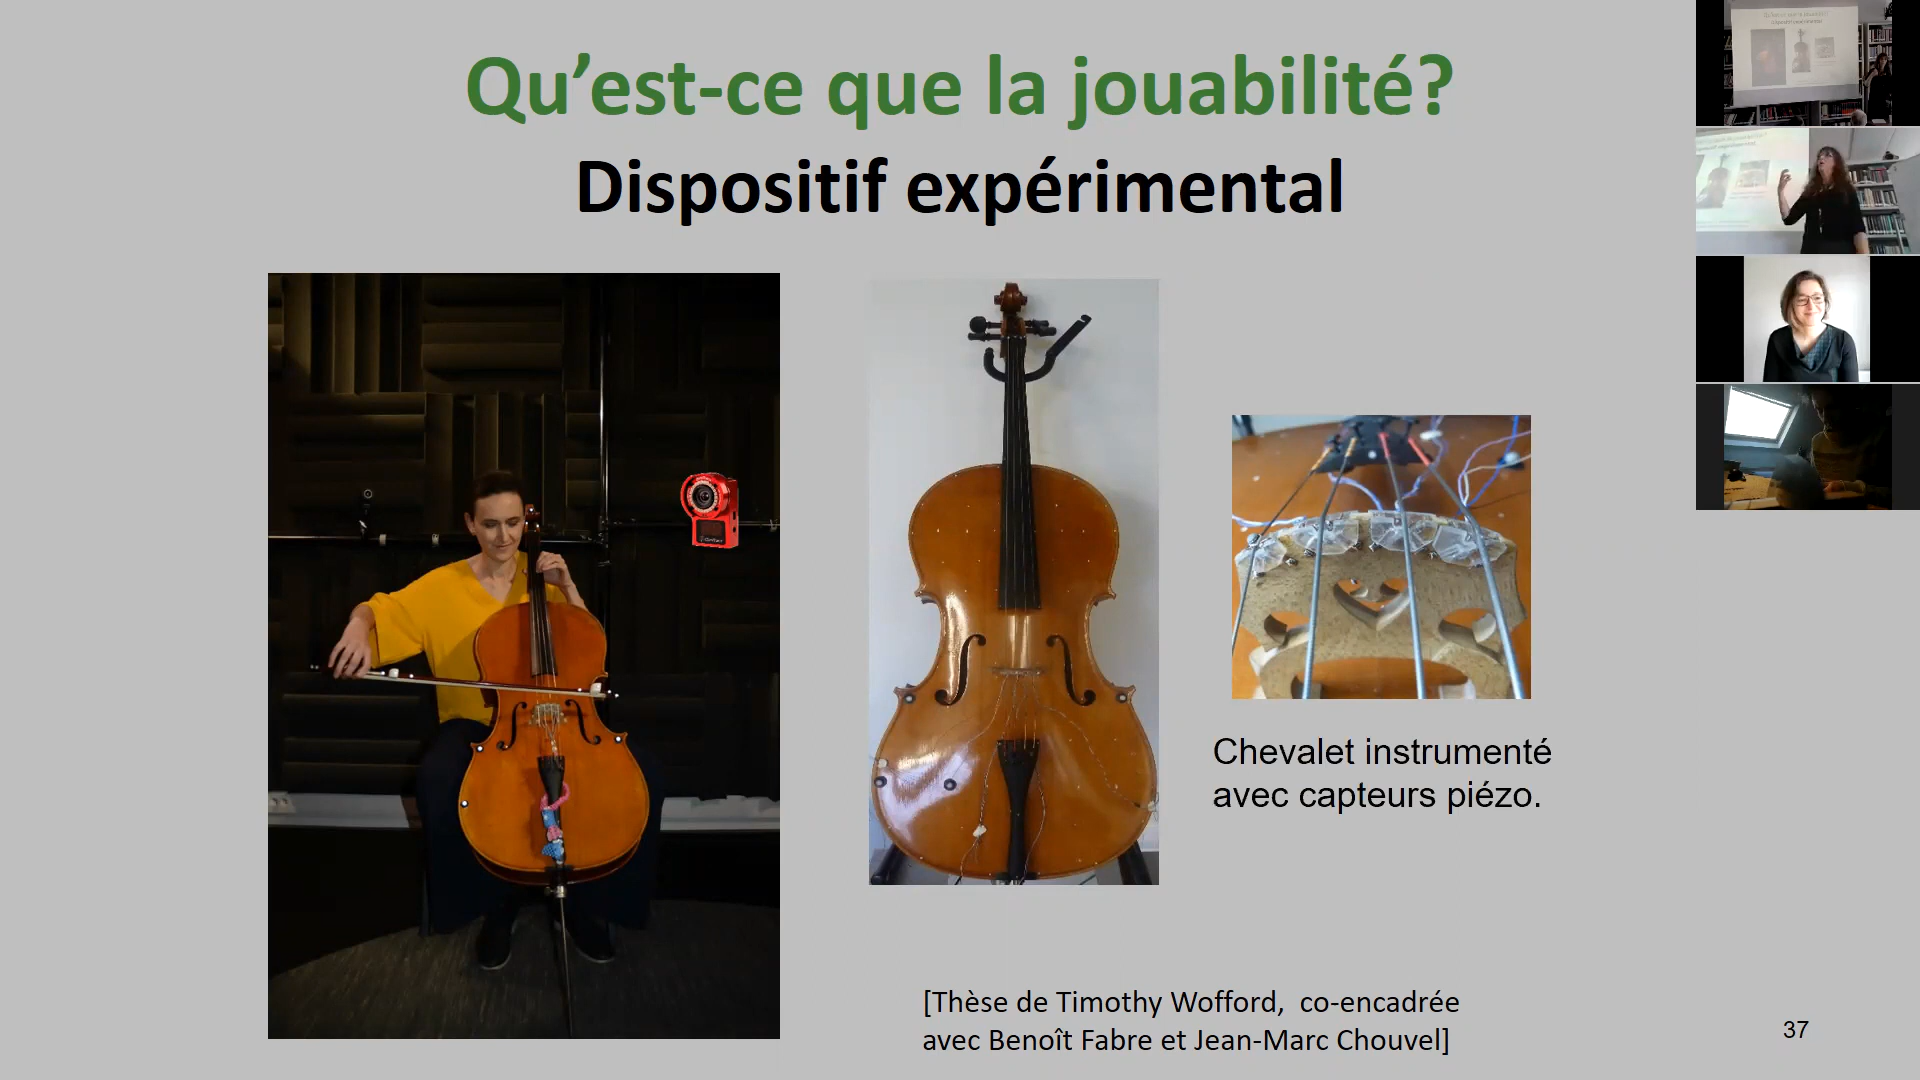 Qu’est-ce que la jouabilité?
Dispositif expérimental
Chevalet instrumenté
avec capteurs piézo.
[Thèse de Timothy Wofford,  co-encadrée
avec Benoît Fabre et Jean-Marc Chouvel]
37